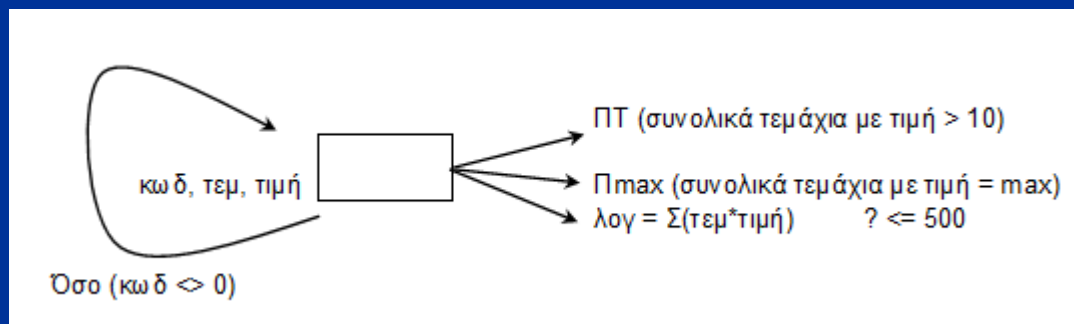 ΠΤ (συνολικά τεμάχια με τιμή > 10)
κωδ, τεμ, τιμή
Πmax (συνολικά τεμάχια με τιμή = max)
λογ = Σ(τεμ*τιμή) ? <= 500
Όσο (κωδ <> 0)